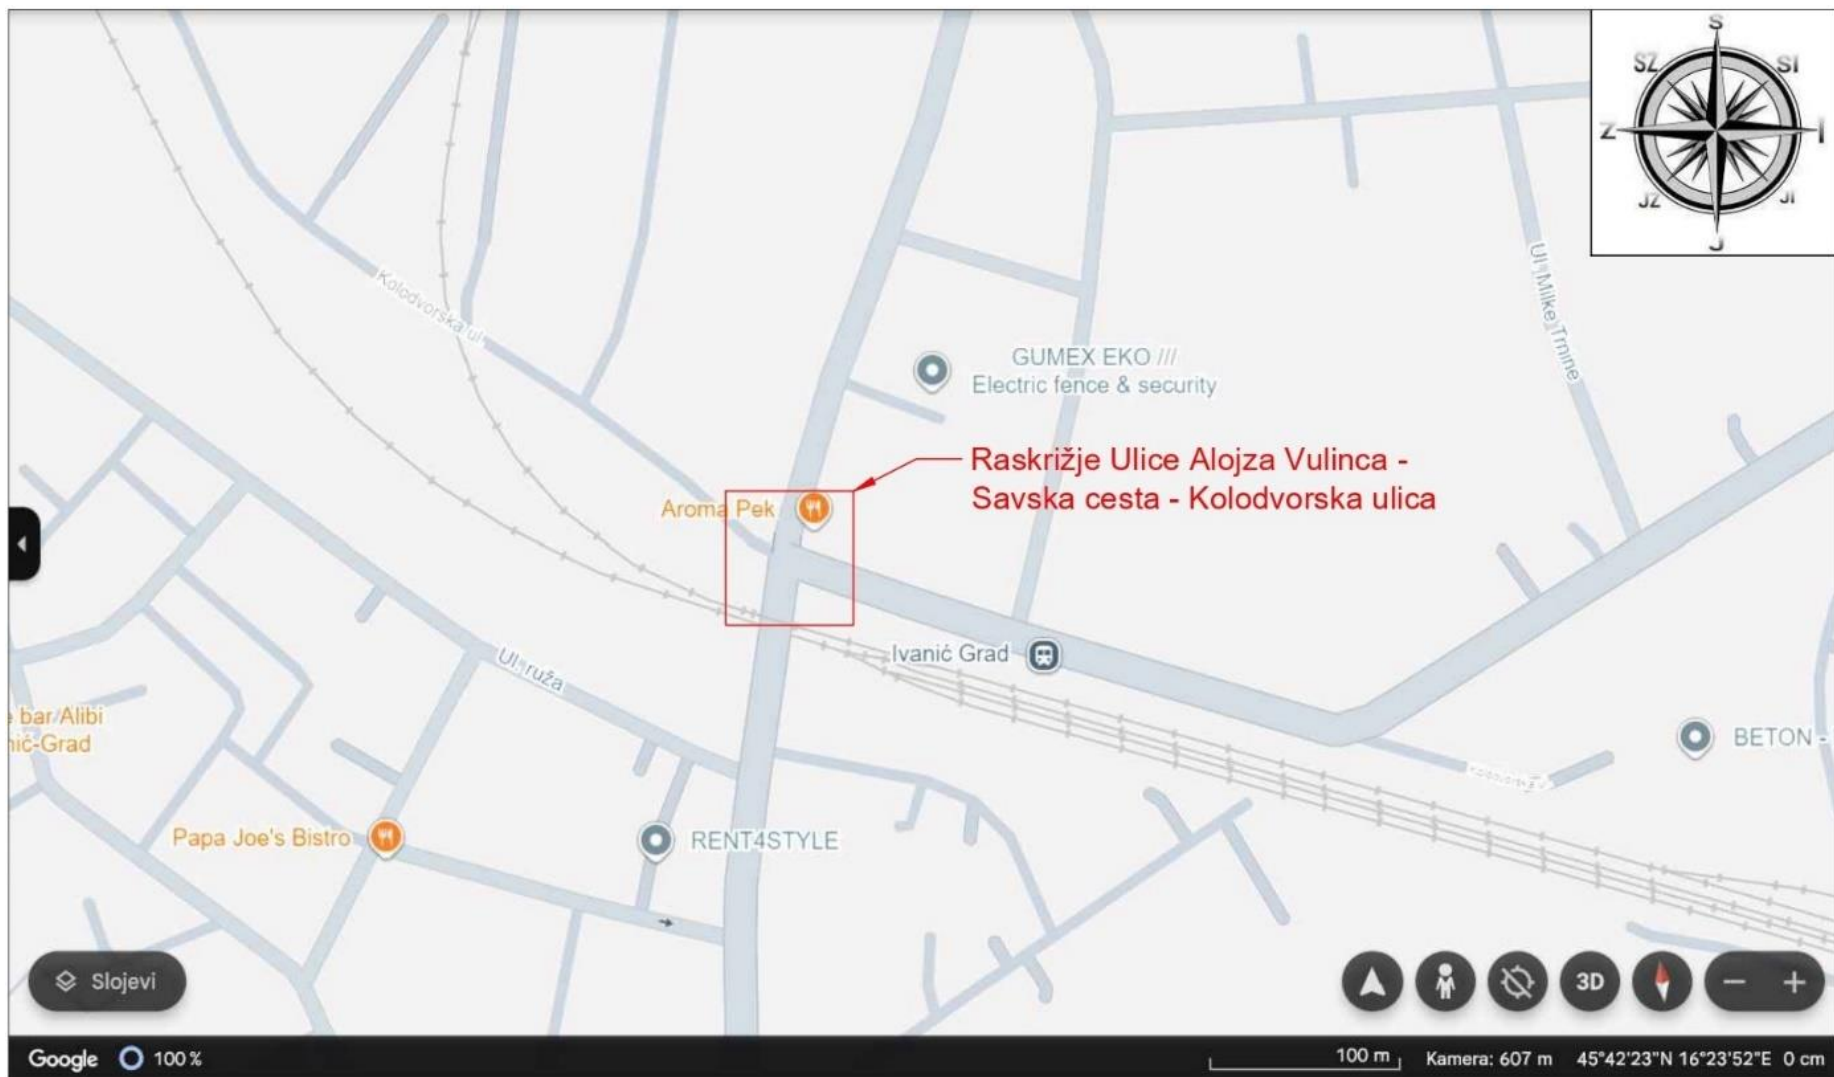 S
SZ
SI
Z
I
JZ
JI
J
Kolodvorska ul
Ul. Milke Trnine
GUMEX EKO ///
Electric fence & security
Raskrižje Ulice Alojza Vulinca -
Savska cesta - Kolodvorska ulica
Aroma Pek
Ivanić Grad
Ul. ruža
bar Alibi
nić-Grad
BETON -
Papa Joe's Bistro
RENT4STYLE
Slojevi
3D
Google
100 %
100 m
Kamera: 607 m
45°42'23"N 16°23'52"E 0 cm